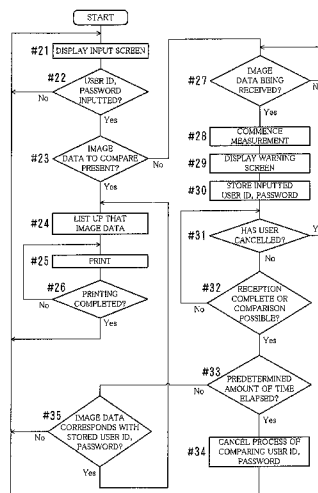 START
#21
DISPLAY INPUT SCREEN
#22
USER ID,
PASSWORD
INPUTTED?
No
Yes
#23
IMAGE
DATA TO COMPARE
PRESENT?
No
Yes
#24
LIST UP THAT
IMAGE DATA
#25
PRINT
#26
PRINTING
COMPLETED?
No
Yes
#35
IMAGE DATA
CORRESPONDS WITH
STORED USER ID,
PASSWORD?
No
Yes
#27
IMAGE
DATA BEING
RECEIVED?
Yes
#28
COMMENCE
MEASUREMENT
#29
DISPLAY WARNING
SCREEN
#30
STORE INPUTTED
USER ID, PASSWORD
#31
HAS USER
CANCELLED?
No
#32
RECEPTION
COMPLETE OR
COMPARISON
POSSIBLE?
No
Yes
#33
PREDETERMINED
AMOUNT OF TIME
ELAPSED?
No
Yes
#34
CANCEL PROCESS OF
COMPARING USER ID,
PASSWORD